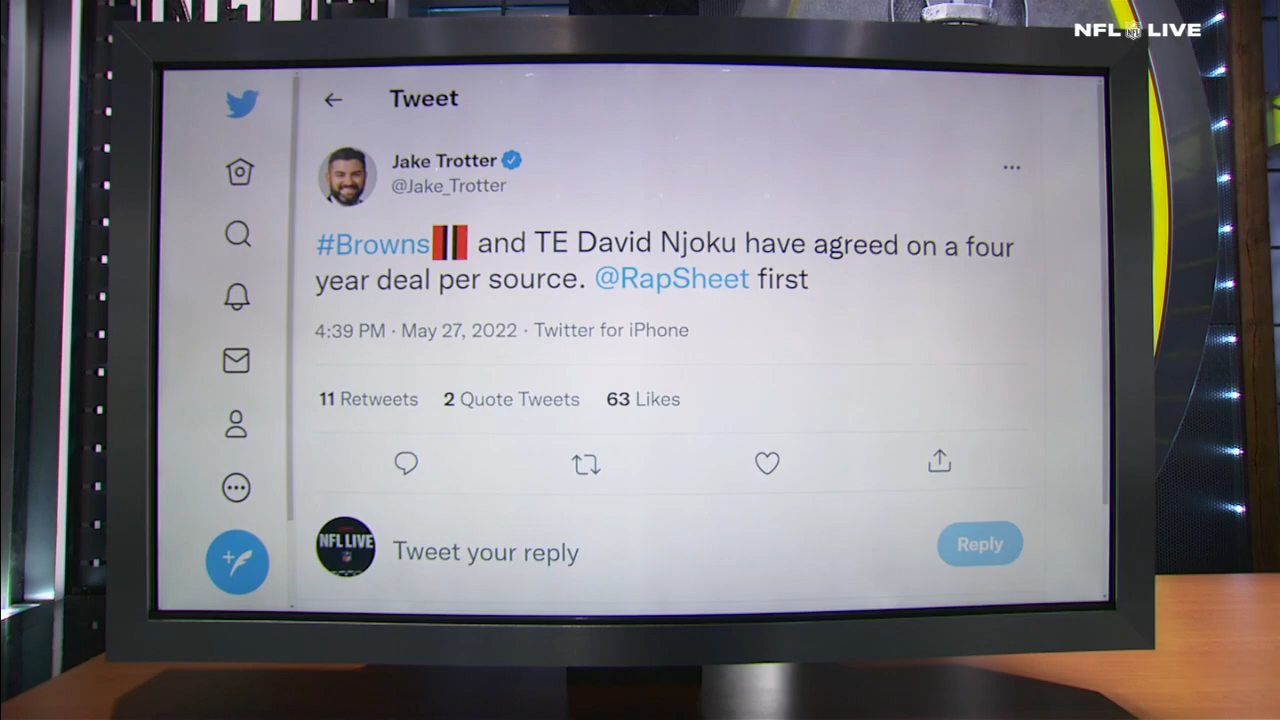 NFL
NFL LIVE
Tweet
Jake Trotter
@Jake_Trotter
#Browns and TE David Njoku have agreed on a four
year deal per source. @RapSheet first
4:39 PM · May 27, 2022 · Twitter for iPhone
11 Retweets 2 Quote Tweets 63 Likes
NFL LIVE
Tweet your reply
Reply